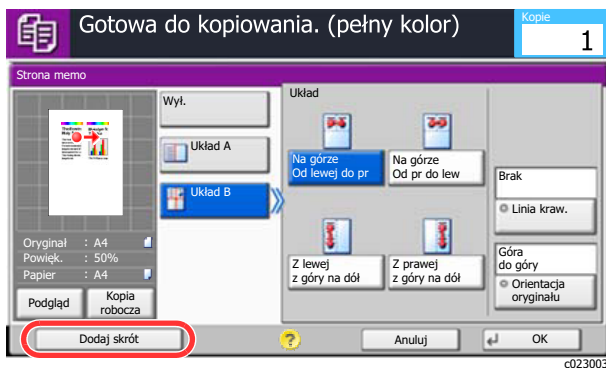 Gotowa do kopiowania. (pełny kolor)
Kopie
1
Strona memo
Wył.
Układ A
Układ B
Układ
Na górze
Od lewej do pr
Na górze
Od pr do lew
Z lewej
z góry na dół
Z prawej
z góry na dół
Brak
Linia kraw.
Góra
do góry
Orientacja
oryginału
Oryginał : A4
Powięk. : 50%
Papier : A4
Podgląd
Kopia
robocza
Dodaj skrót
?
Anuluj
OK
c023003